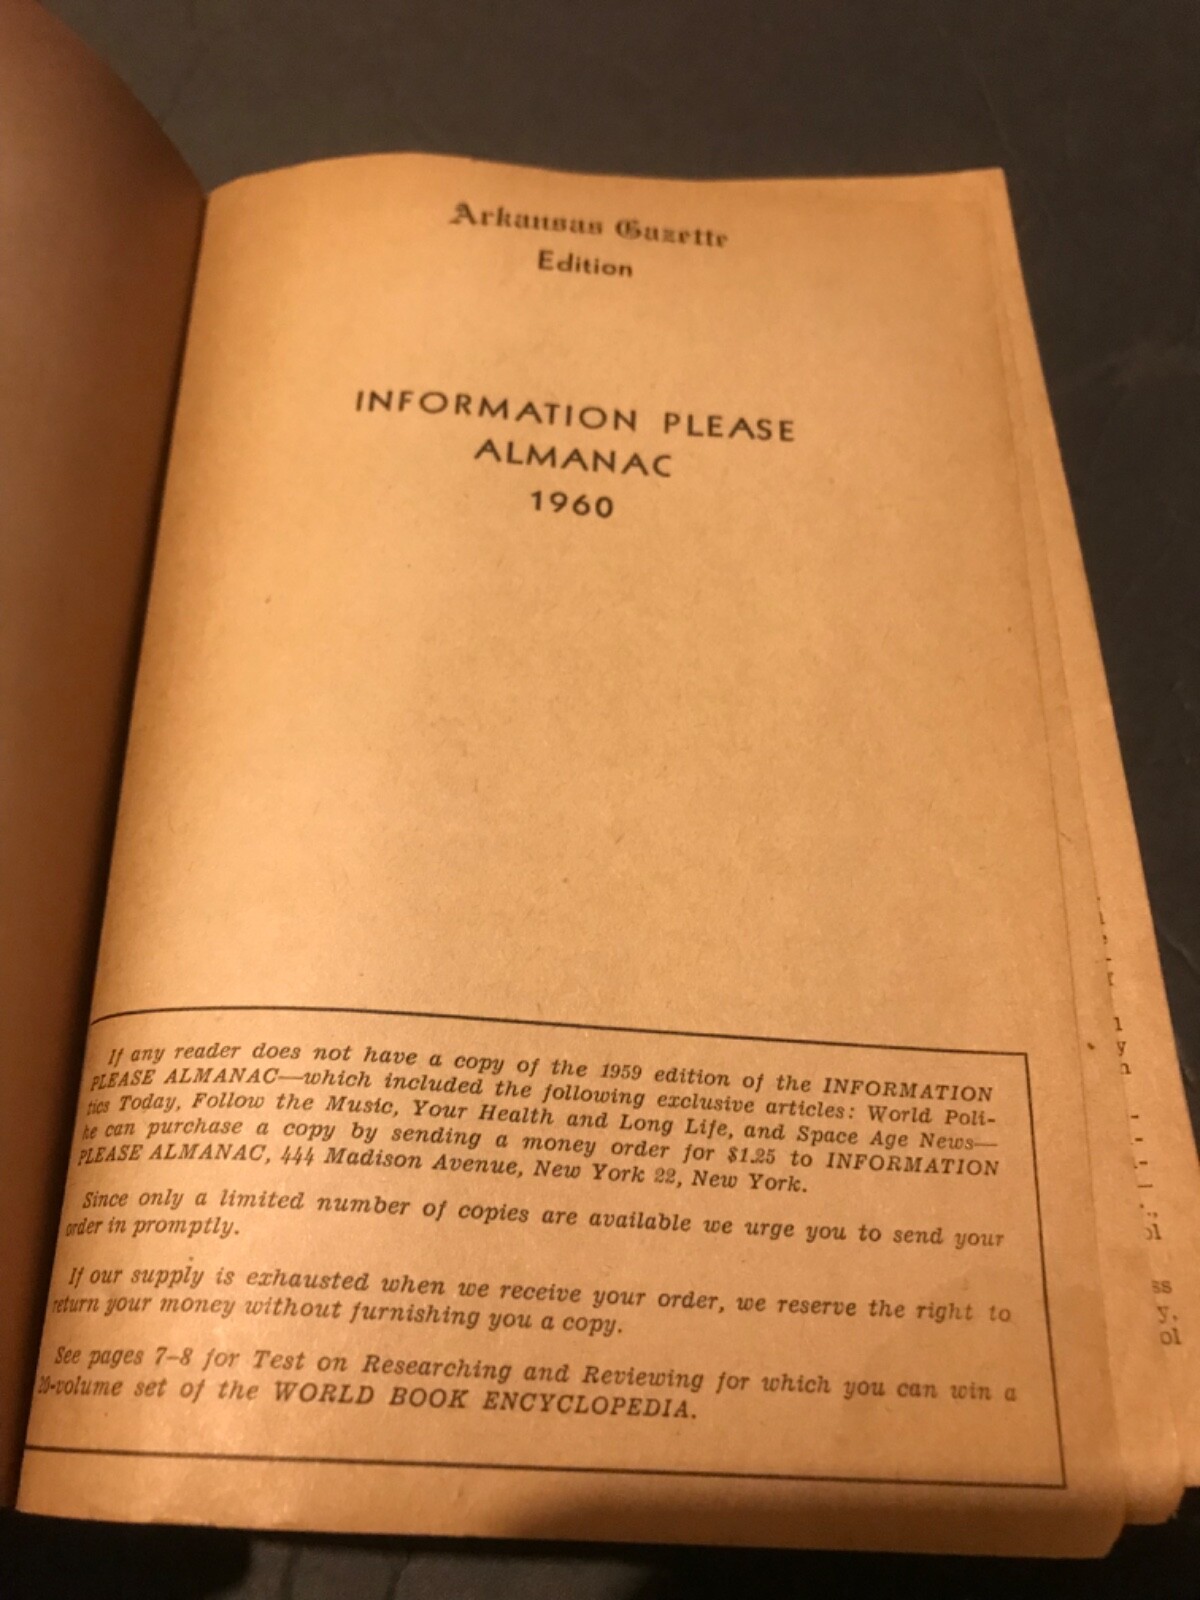 Arkansas Gazette
Edition
INFORMATION PLEASE
ALMANAC
1960
If any reader does not have a copy of the 1959 edition of the INFORMATION
PLEASE ALMANAC—which included the following exclusive articles: World Poli-
tics Today, Follow the Music, Your Health and Long Life, and Space Age News—
he can purchase a copy by sending a money order for $1.25 to INFORMATION
PLEASE ALMANAC, 444 Madison Avenue, New York 22, New York.
Since only a limited number of copies are available we urge you to send your
order in promptly.
If our supply is exhausted when we receive your order, we reserve the right to
return your money without furnishing you a copy.
See pages 7–8 for Test on Researching and Reviewing for which you can win a
20-volume set of the WORLD BOOK ENCYCLOPEDIA.